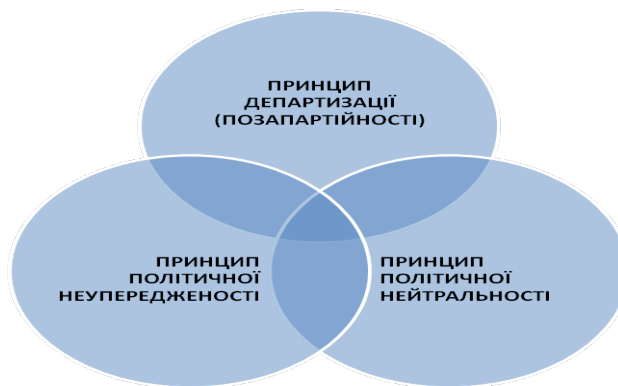 ПРИНЦИП
ДЕПАРТИЗАЦІЇ
(ПОЗАПАРТІЙНОСТІ)
ПРИНЦИП
ПОЛІТИЧНОЇ
НЕУПЕРЕДЖЕНОСТІ
ПРИНЦИП
ПОЛІТИЧНОЇ
НЕЙТРАЛЬНОСТІ